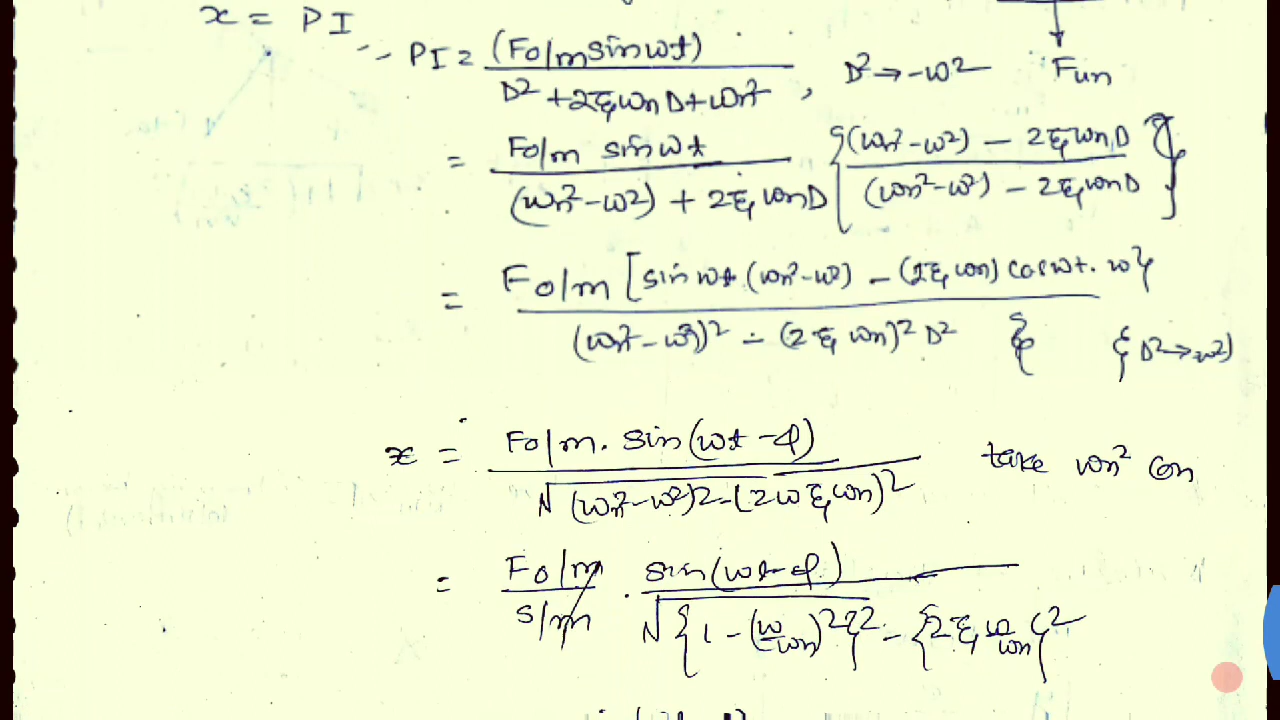 x = PI
∴ PI = (Fo/m sin ωt) / (D² + 2ξωnD + ωn²) , D² → -ω² Fun
= Fo/m sin ωt / ((ωn² - ω²) + 2ξωnD) {((ωn² - ω²) - 2ξωnD) / ((ωn² - ω²) - 2ξωnD)}
= Fo/m [sin ωt (ωn² - ω²) - (2ξωn) cos ωt. ω} / ((ωn² - ω²)² - (2ξωn)² D²) { {D² → -ω²)
x = Fo/m. sin(ωt - φ) / √(ωn² - ω²)² - (2ωξωn)² take ωn² Con
= (Fo/m) / (s/m) . sin(ωt - φ) / √{1 - (ω/ωn)²}² - {2ξ ω/ωn}²